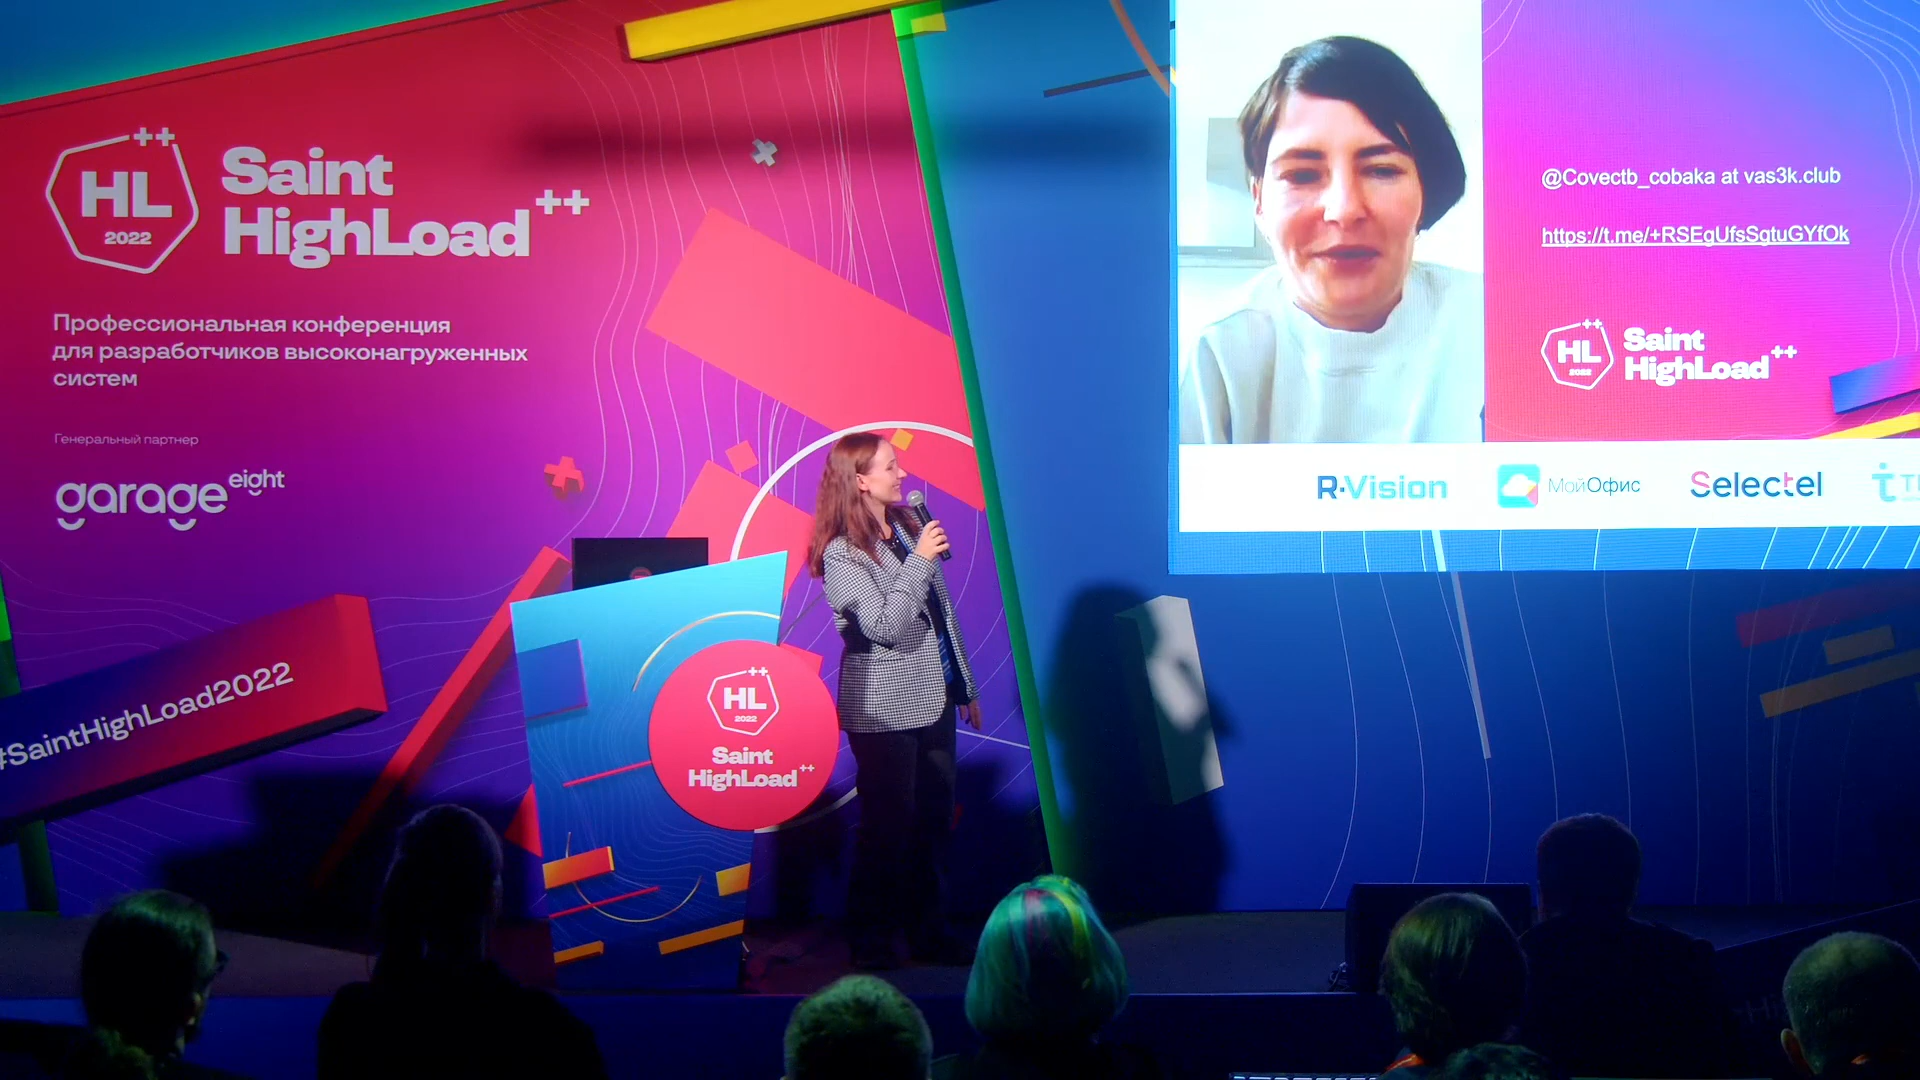 ++
HL
2022
Saint
HighLoad++
Профессиональная конференция
для разработчиков высоконагруженных
систем
Генеральный партнер
garage eight
#SaintHighLoad2022
++
HL
2022
Saint
HighLoad++
@Covectb_cobaka at vas3k.club
https://t.me/+RSEgUfsSgtuGYfOk
++
HL
2022
Saint
HighLoad++
R·Vision
МойОфис
Selectel